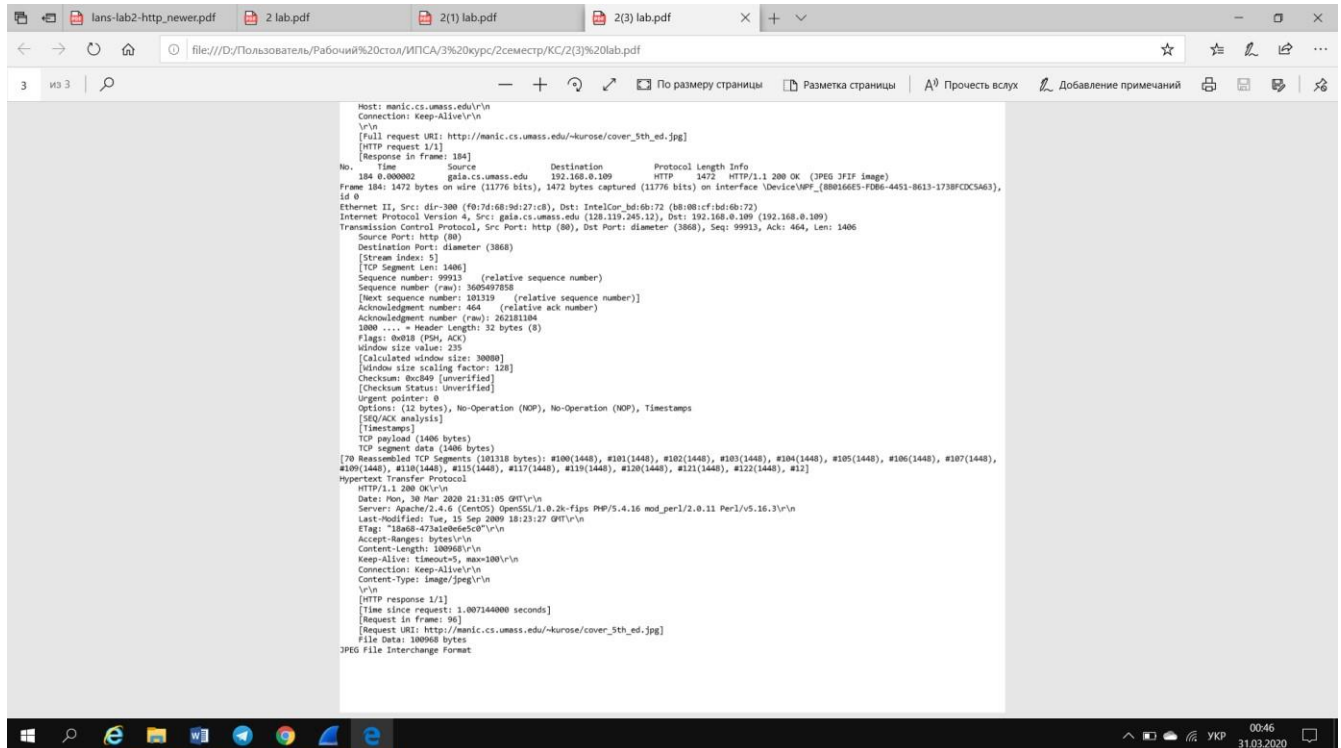 lans-lab2-http_newer.pdf
2 lab.pdf
2(1) lab.pdf
2(3) lab.pdf
file:///D:/Пользователь/Рабочий%20стол/ИПСА/3%20курс/2семестр/КС/2(3)%20lab.pdf
3 из 3
По размеру страницы
Разметка страницы
Прочесть вслух
Добавление примечаний
Host: manic.cs.umass.edu\r\n
Connection: Keep-Alive\r\n
\r\n
[Full request URI: http://manic.cs.umass.edu/~kurose/cover_5th_ed.jpg]
[HTTP request 1/1]
[Response in frame: 184]
No. Time Source Destination Protocol Length Info
184 0.000002 gaia.cs.umass.edu 192.168.0.109 HTTP 1472 HTTP/1.1 200 OK (JPEG JFIF image)
Frame 184: 1472 bytes on wire (11776 bits), 1472 bytes captured (11776 bits) on interface \Device\NPF_{880166E5-FDB6-4451-8613-1738FCDC5A63},
id 0
Ethernet II, Src: dir-300 (f0:7d:68:9d:27:c8), Dst: IntelCor_bd:6b:72 (b8:08:cf:bd:6b:72)
Internet Protocol Version 4, Src: gaia.cs.umass.edu (128.119.245.12), Dst: 192.168.0.109 (192.168.0.109)
Transmission Control Protocol, Src Port: http (80), Dst Port: diameter (3868), Seq: 99913, Ack: 464, Len: 1406
Source Port: http (80)
Destination Port: diameter (3868)
[Stream index: 5]
[TCP Segment Len: 1406]
Sequence number: 99913 (relative sequence number)
Sequence number (raw): 3605497858
[Next sequence number: 101319 (relative sequence number)]
Acknowledgment number: 464 (relative ack number)
Acknowledgment number (raw): 262181104
1000 .... = Header Length: 32 bytes (8)
Flags: 0x018 (PSH, ACK)
Window size value: 235
[Calculated window size: 30080]
[Window size scaling factor: 128]
Checksum: 0xc849 [unverified]
[Checksum Status: Unverified]
Urgent pointer: 0
Options: (12 bytes), No-Operation (NOP), No-Operation (NOP), Timestamps
[SEQ/ACK analysis]
[Timestamps]
TCP payload (1406 bytes)
TCP segment data (1406 bytes)
[70 Reassembled TCP Segments (101318 bytes): #100(1448), #101(1448), #102(1448), #103(1448), #104(1448), #105(1448), #106(1448), #107(1448),
#109(1448), #110(1448), #115(1448), #117(1448), #119(1448), #120(1448), #121(1448), #122(1448), #12]
Hypertext Transfer Protocol
HTTP/1.1 200 OK\r\n
Date: Mon, 30 Mar 2020 21:31:05 GMT\r\n
Server: Apache/2.4.6 (CentOS) OpenSSL/1.0.2k-fips PHP/5.4.16 mod_perl/2.0.11 Perl/v5.16.3\r\n
Last-Modified: Tue, 15 Sep 2009 18:23:27 GMT\r\n
ETag: "18a68-473a1e0e6e5c0"\r\n
Accept-Ranges: bytes\r\n
Content-Length: 100968\r\n
Keep-Alive: timeout=5, max=100\r\n
Connection: Keep-Alive\r\n
Content-Type: image/jpeg\r\n
\r\n
[HTTP response 1/1]
[Time since request: 1.007144000 seconds]
[Request in frame: 96]
[Request URI: http://manic.cs.umass.edu/~kurose/cover_5th_ed.jpg]
File Data: 100968 bytes
JPEG File Interchange Format
УКР
00:46
31.03.2020